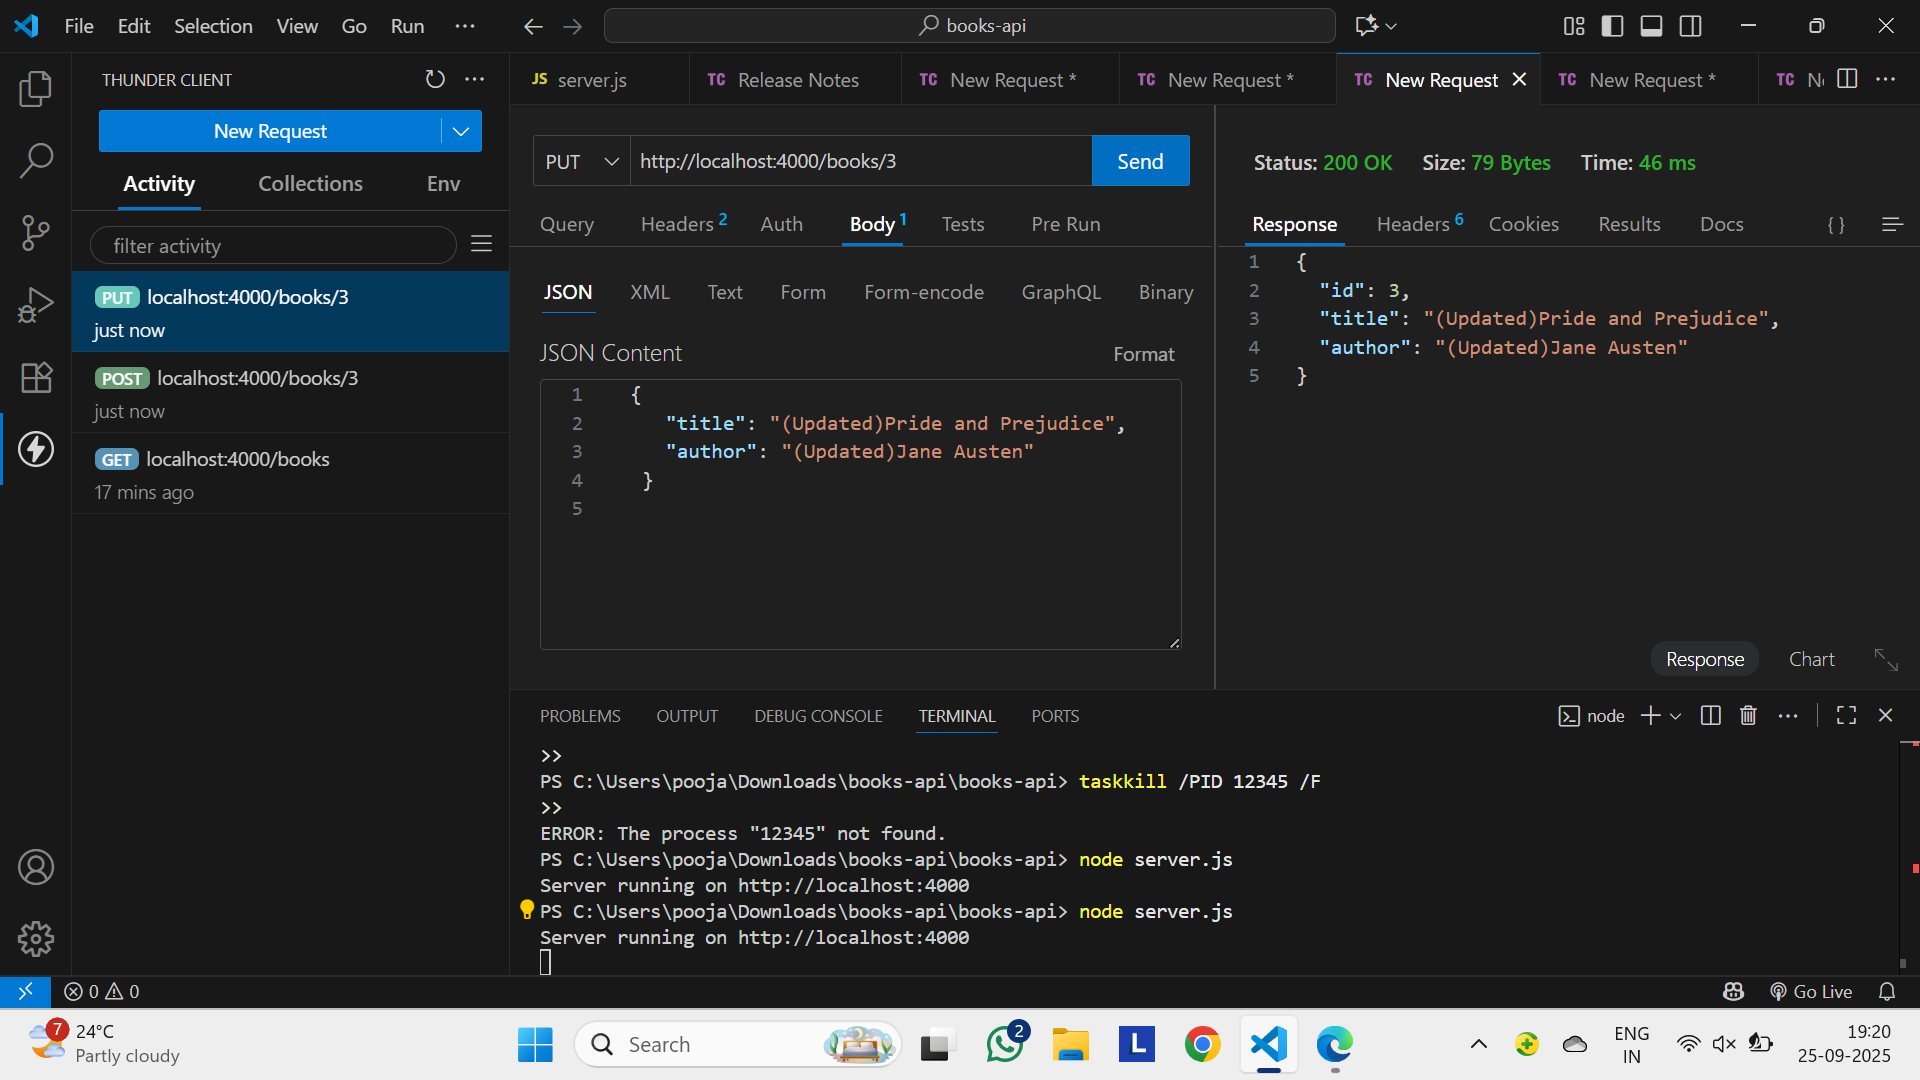 File Edit Selection View Go Run ···
books-api
THUNDER CLIENT
New Request
Activity Collections Env
filter activity
PUT localhost:4000/books/3
just now
POST localhost:4000/books/3
just now
GET localhost:4000/books
17 mins ago
JS server.js
TC Release Notes
TC New Request *
TC New Request *
TC New Request
TC New Request *
TC
PUT http://localhost:4000/books/3 Send
Query Headers 2 Auth Body 1 Tests Pre Run
JSON XML Text Form Form-encode GraphQL Binary
JSON Content Format
1 {
2 "title": "(Updated)Pride and Prejudice",
3 "author": "(Updated)Jane Austen"
4 }
5
Status: 200 OK Size: 79 Bytes Time: 46 ms
Response Headers 6 Cookies Results Docs { }
1 {
2 "id": 3,
3 "title": "(Updated)Pride and Prejudice",
4 "author": "(Updated)Jane Austen"
5 }
Response Chart
PROBLEMS OUTPUT DEBUG CONSOLE TERMINAL PORTS
node
>>
PS C:\Users\pooja\Downloads\books-api\books-api> taskkill /PID 12345 /F
>>
ERROR: The process "12345" not found.
PS C:\Users\pooja\Downloads\books-api\books-api> node server.js
Server running on http://localhost:4000
PS C:\Users\pooja\Downloads\books-api\books-api> node server.js
Server running on http://localhost:4000
0 0
Go Live
7
24°C
Partly cloudy
Search
2
L
ENG
IN
19:20
25-09-2025